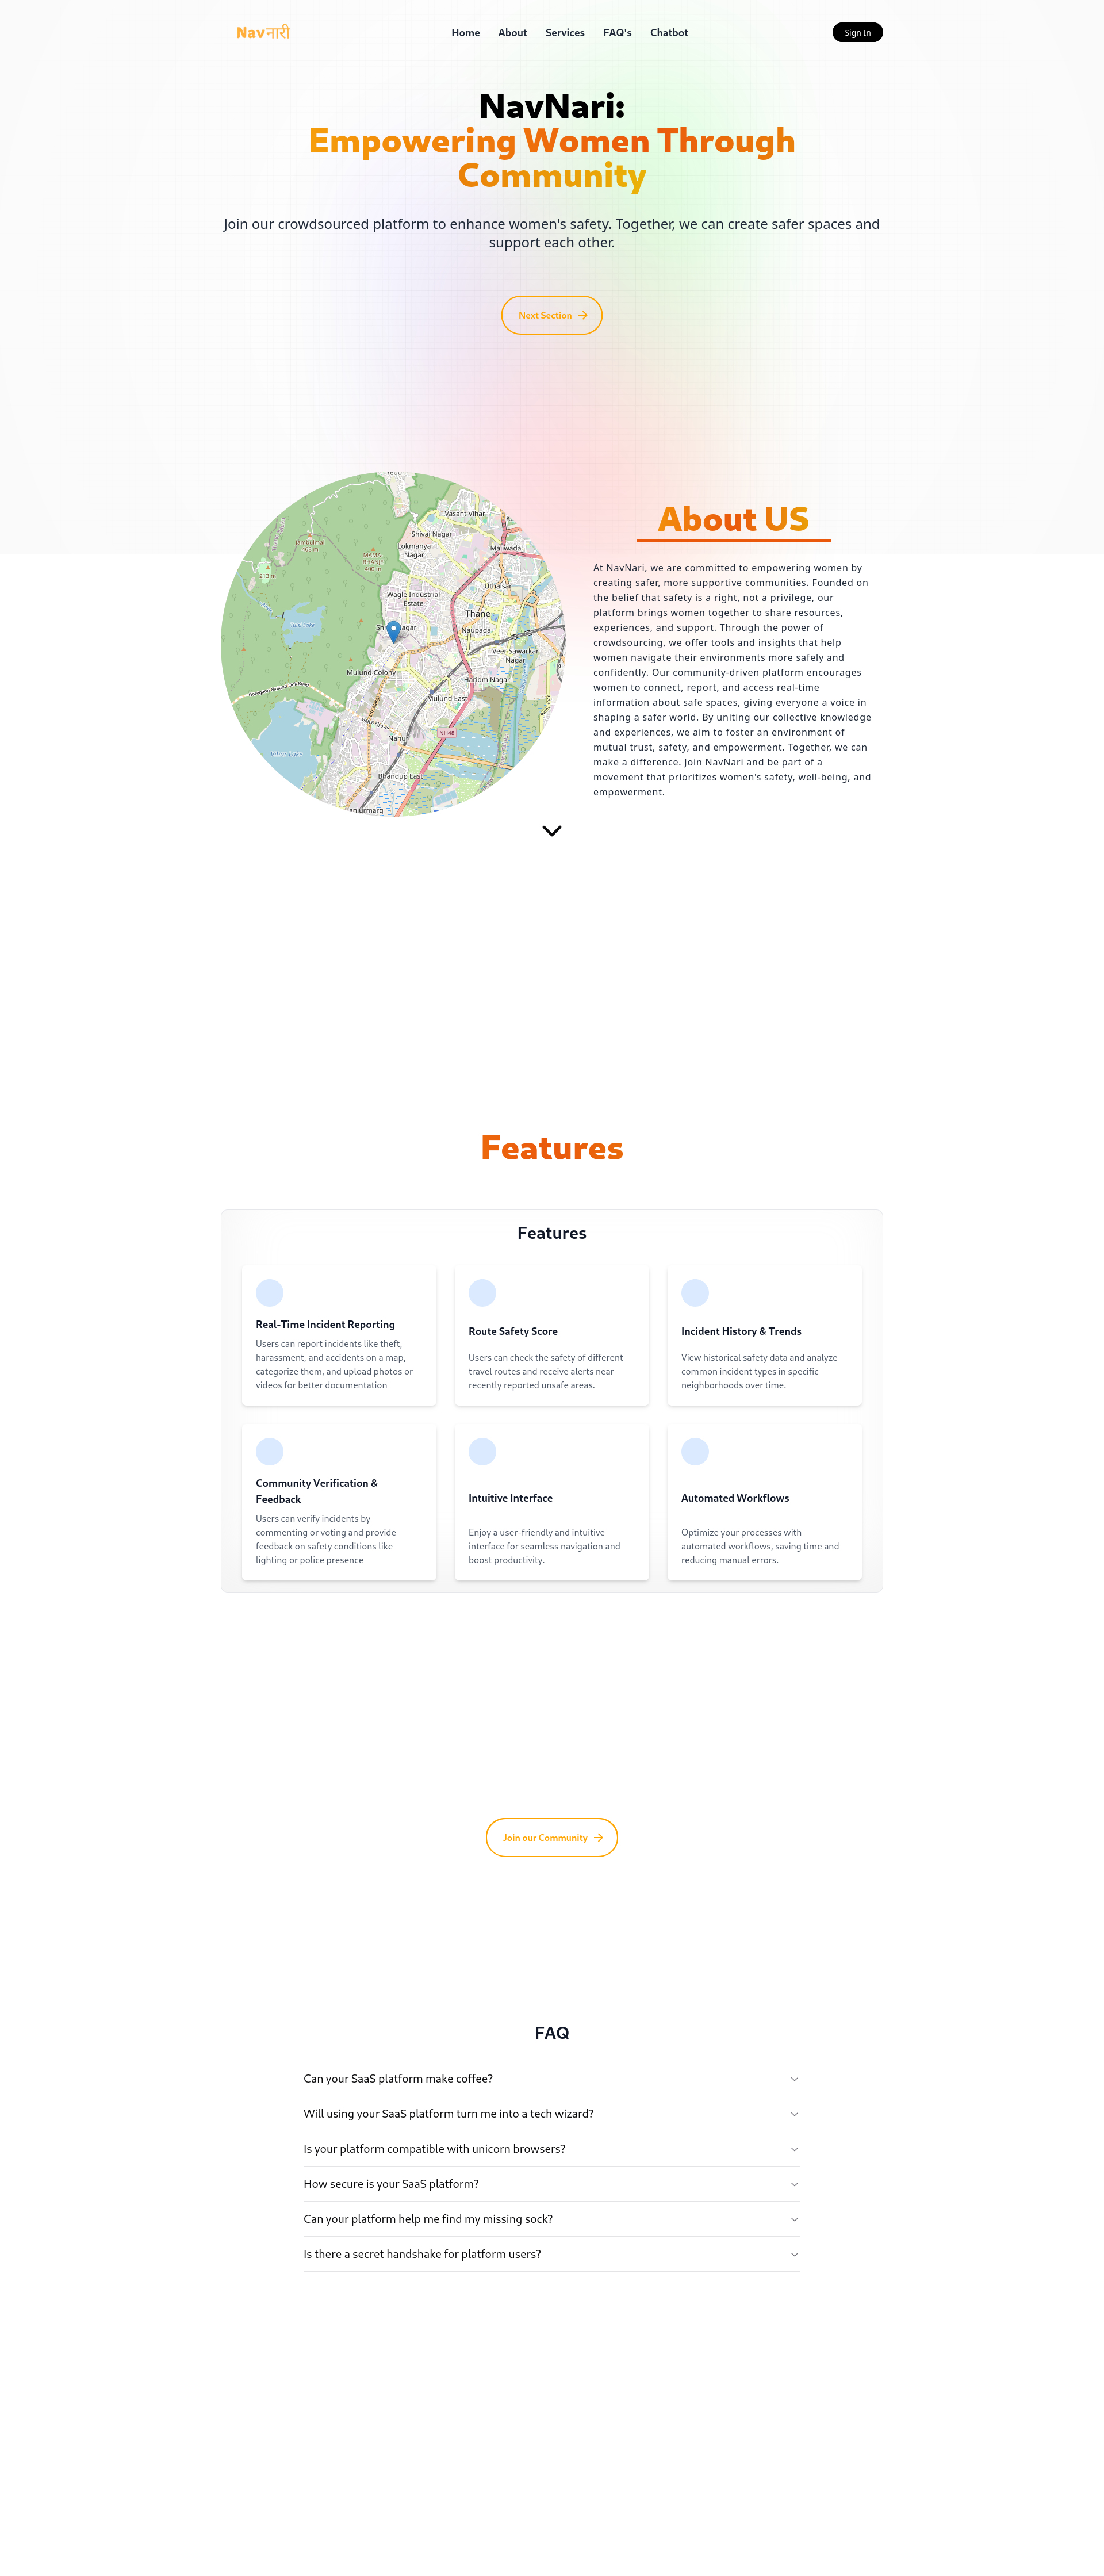 Navनारी
Home About Services FAQ's Chatbot
Sign In
NavNari:
Empowering Women Through
Community
Join our crowdsourced platform to enhance women's safety. Together, we can create safer spaces and
support each other.
Next Section
Yeoor
Vasant Vihar
Shivai Nagar
Lokmanya
Nagar
Majiwada
Jambulmal
468 m
MAMA
BHANJE
400 m
213 m
Uthalsar
Wagle Industrial
Estate
Thane
Naupada
Tulsi Lake
Veer Sawarkar
Nagar
Mulund Colony
Hariom Nagar
Goregaon Mulund Link Road
Mulund East
NH48
Nahur
Vihar Lake
Bhandup East
Kanjurmarg
About US
At NavNari, we are committed to empowering women by
creating safer, more supportive communities. Founded on
the belief that safety is a right, not a privilege, our
platform brings women together to share resources,
experiences, and support. Through the power of
crowdsourcing, we offer tools and insights that help
women navigate their environments more safely and
confidently. Our community-driven platform encourages
women to connect, report, and access real-time
information about safe spaces, giving everyone a voice in
shaping a safer world. By uniting our collective knowledge
and experiences, we aim to foster an environment of
mutual trust, safety, and empowerment. Together, we can
make a difference. Join NavNari and be part of a
movement that prioritizes women's safety, well-being, and
empowerment.
Features
Features
Real-Time Incident Reporting
Users can report incidents like theft,
harassment, and accidents on a map,
categorize them, and upload photos or
videos for better documentation
Route Safety Score
Users can check the safety of different
travel routes and receive alerts near
recently reported unsafe areas.
Incident History & Trends
View historical safety data and analyze
common incident types in specific
neighborhoods over time.
Community Verification &
Feedback
Users can verify incidents by
commenting or voting and provide
feedback on safety conditions like
lighting or police presence
Intuitive Interface
Enjoy a user-friendly and intuitive
interface for seamless navigation and
boost productivity.
Automated Workflows
Optimize your processes with
automated workflows, saving time and
reducing manual errors.
Join our Community
FAQ
Can your SaaS platform make coffee?
Will using your SaaS platform turn me into a tech wizard?
Is your platform compatible with unicorn browsers?
How secure is your SaaS platform?
Can your platform help me find my missing sock?
Is there a secret handshake for platform users?